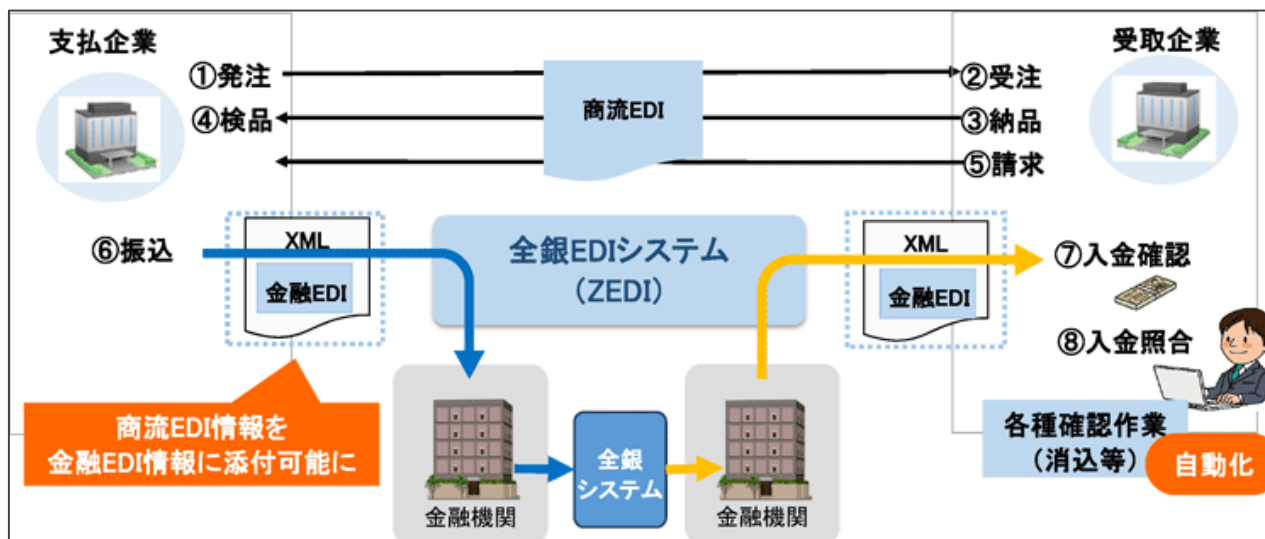 支払企業
受取企業
①発注
商流EDI
②受注
④検品
③納品
⑤請求
⑥振込
XML
金融EDI
全銀EDIシステム
（ZEDI）
XML
金融EDI
⑦入金確認
⑧入金照合
商流EDI情報を
金融EDI情報に添付可能に
金融機関
全銀
システム
金融機関
各種確認作業
（消込等）
自動化